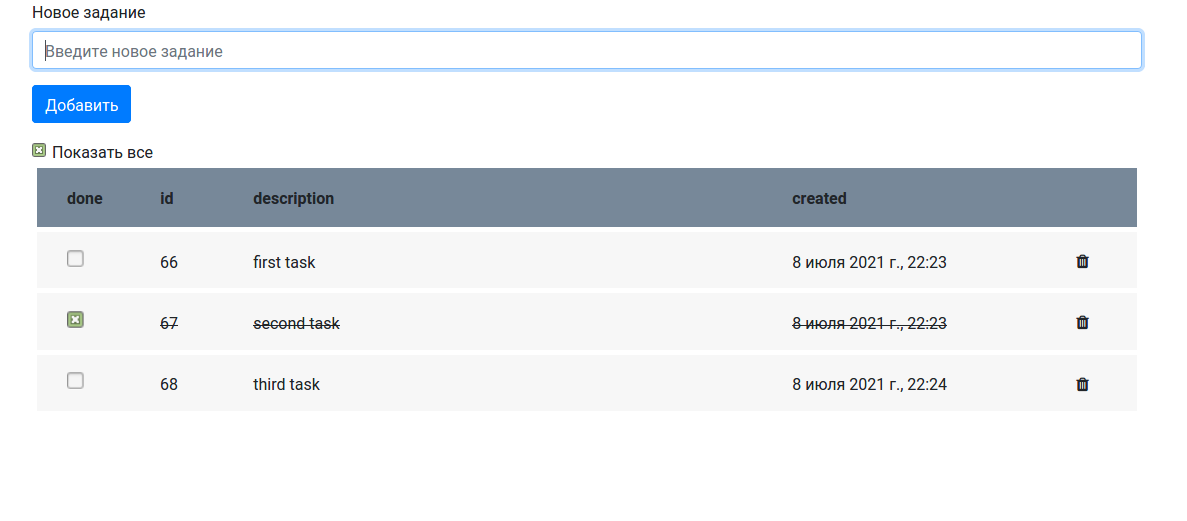 Новое задание
Введите новое задание
Добавить
Показать все
done id description created
66 first task 8 июля 2021 г., 22:23
67 second task 8 июля 2021 г., 22:23
68 third task 8 июля 2021 г., 22:24